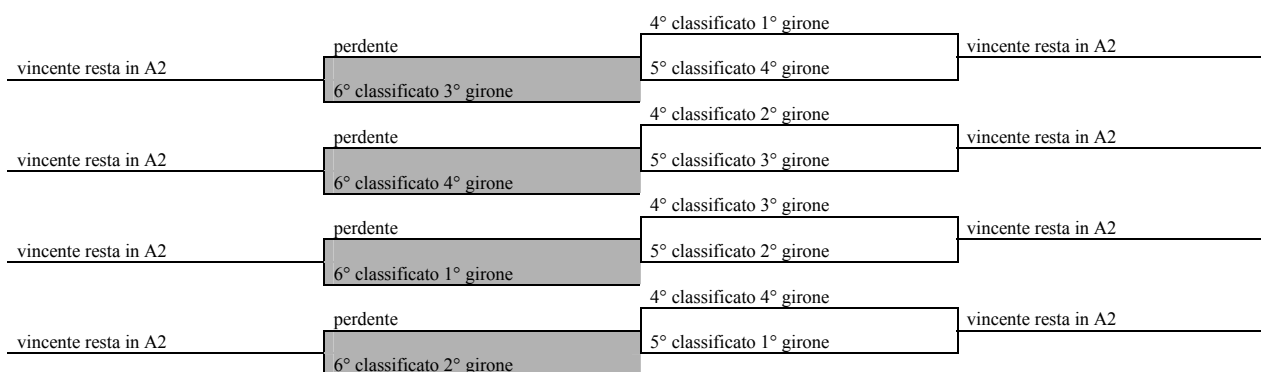 4° classificato 1° girone
perdente
vincente resta in A2
vincente resta in A2
5° classificato 4° girone
6° classificato 3° girone
4° classificato 2° girone
perdente
vincente resta in A2
vincente resta in A2
5° classificato 3° girone
6° classificato 4° girone
4° classificato 3° girone
perdente
vincente resta in A2
vincente resta in A2
5° classificato 2° girone
6° classificato 1° girone
4° classificato 4° girone
perdente
vincente resta in A2
vincente resta in A2
5° classificato 1° girone
6° classificato 2° girone